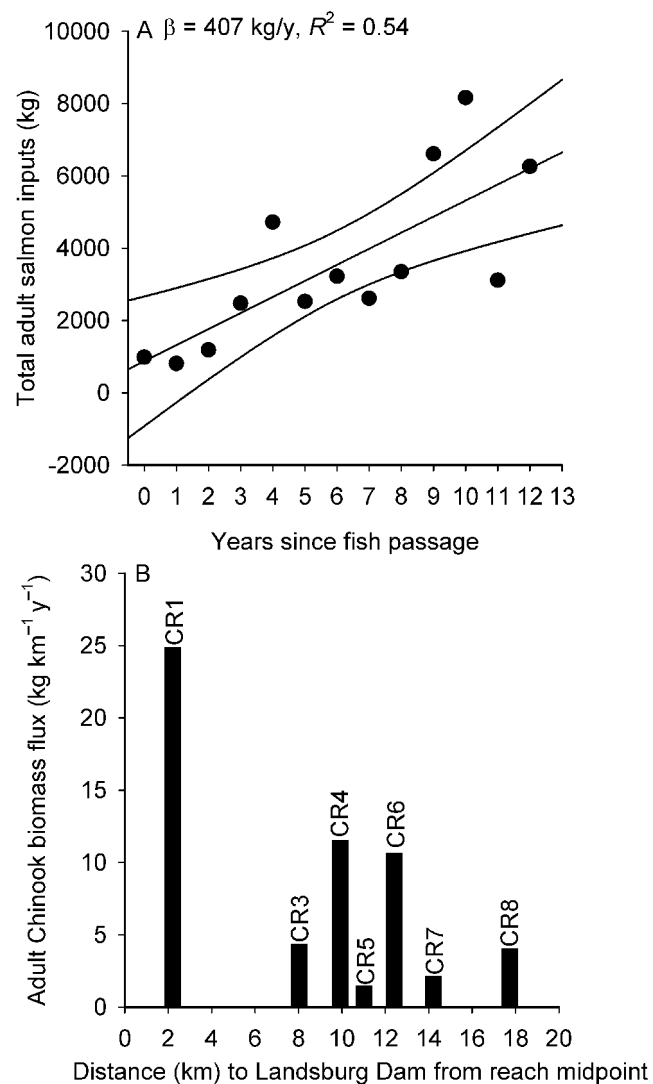 A β = 407 kg/y, R² = 0.54
Total adult salmon inputs (kg)
10000
8000
6000
4000
2000
0
-2000
0 1 2 3 4 5 6 7 8 9 10 11 12 13
Years since fish passage
B
Adult Chinook biomass flux (kg km⁻¹ y⁻¹)
30
25
20
15
10
5
0
CR1
CR3
CR4
CR5
CR6
CR7
CR8
0 2 4 6 8 10 12 14 16 18 20
Distance (km) to Landsburg Dam from reach midpoint